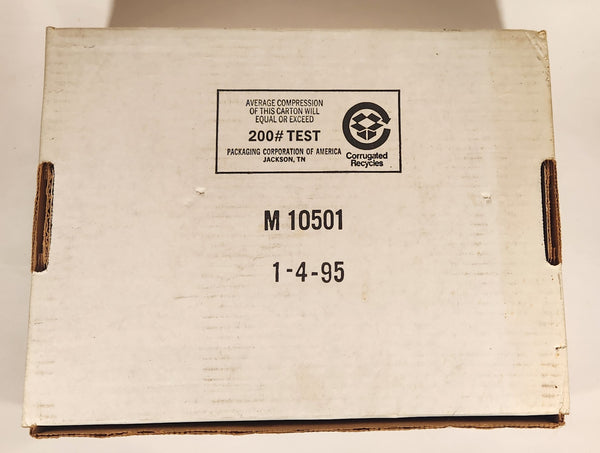 AVERAGE COMPRESSION
OF THIS CARTON WILL
EQUAL OR EXCEED
200# TEST
PACKAGING CORPORATION OF AMERICA
JACKSON, TN
Corrugated
Recycles
M 10501
1-4-95